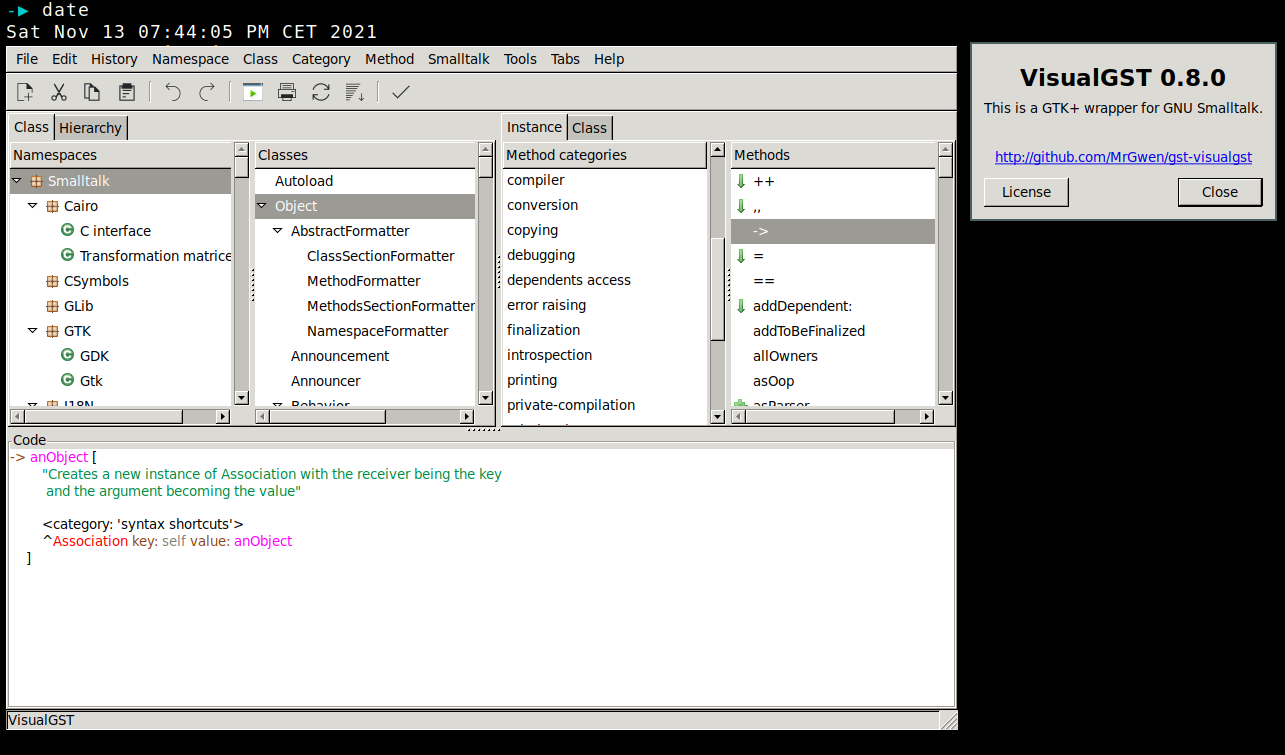 -▶ date
Sat Nov 13 07:44:05 PM CET 2021
File Edit History Namespace Class Category Method Smalltalk Tools Tabs Help
Class Hierarchy
Namespaces
Smalltalk
Cairo
C interface
Transformation matrice
CSymbols
GLib
GTK
GDK
Gtk
I18N
Classes
Autoload
Object
AbstractFormatter
ClassSectionFormatter
MethodFormatter
MethodsSectionFormatter
NamespaceFormatter
Announcement
Announcer
Behavior
Instance Class
Method categories
compiler
conversion
copying
debugging
dependents access
error raising
finalization
introspection
printing
private-compilation
Methods
++
,,
->
=
==
addDependent:
addToBeFinalized
allOwners
asOop
asParser
Code
-> anObject [
"Creates a new instance of Association with the receiver being the key
and the argument becoming the value"
<category: 'syntax shortcuts'>
^Association key: self value: anObject
]
VisualGST
VisualGST 0.8.0
This is a GTK+ wrapper for GNU Smalltalk.
http://github.com/MrGwen/gst-visualgst
License Close